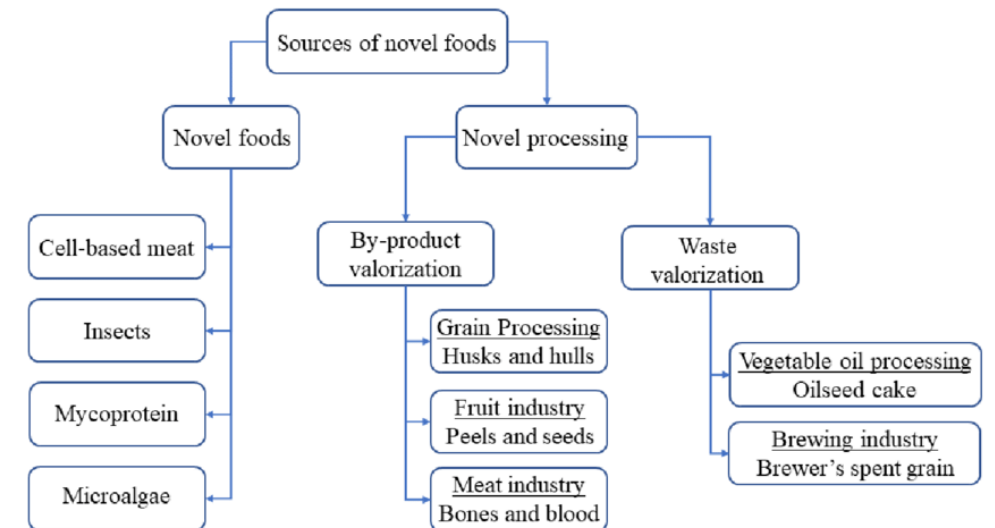 Sources of novel foods
Novel foods
Novel processing
Cell-based meat
Insects
Mycoprotein
Microalgae
By-product
valorization
Grain Processing
Husks and hulls
Fruit industry
Peels and seeds
Meat industry
Bones and blood
Waste
valorization
Vegetable oil processing
Oilseed cake
Brewing industry
Brewer’s spent grain